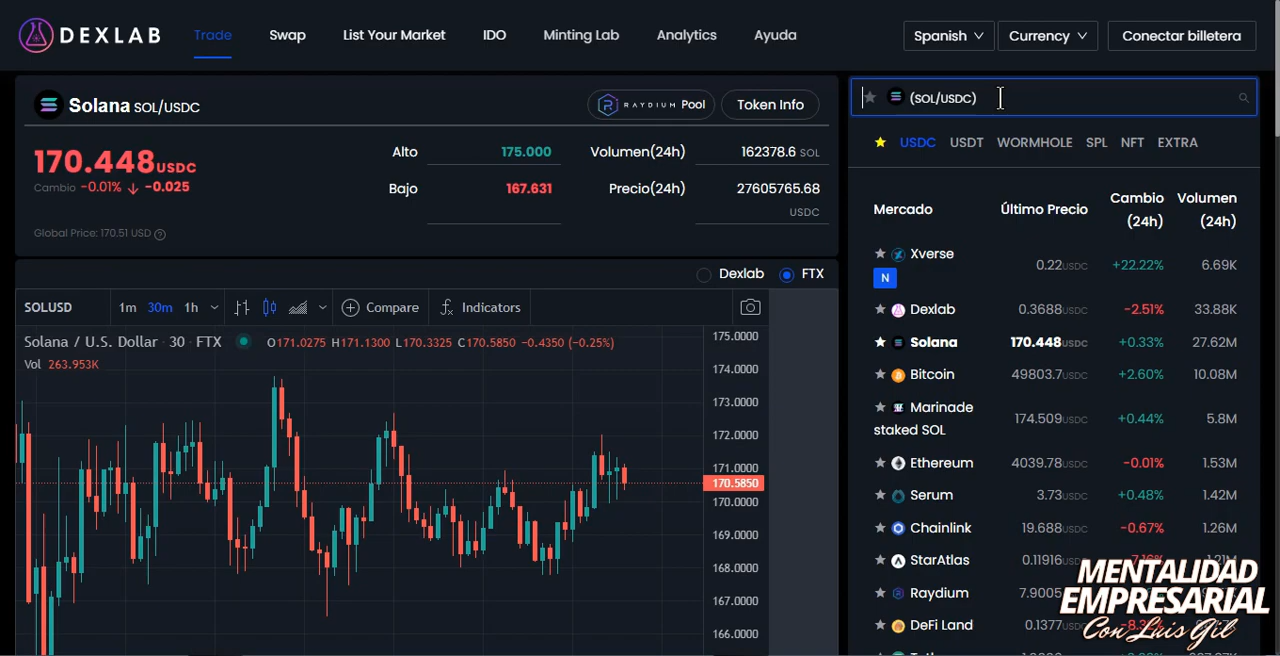 DEXLAB
Trade
Swap
List Your Market
IDO
Minting Lab
Analytics
Ayuda
Spanish
Currency
Conectar billetera
Solana SOL/USDC
RAYDIUM Pool
Token Info
170.448USDC
Cambio -0.01% ↓ -0.025
Global Price: 170.51 USD
Alto 175.000
Bajo 167.631
Volumen(24h) 162378.6 SOL
Precio(24h) 27605765.68
USDC
Dexlab
FTX
SOLUSD
1m
30m
1h
Compare
Indicators
Solana / U.S. Dollar · 30 · FTX
O171.0275 H171.1300 L170.3325 C170.5850 -0.4350 (-0.25%)
Vol 263.953K
175.0000
174.0000
173.0000
172.0000
171.0000
170.5850
170.0000
169.0000
168.0000
167.0000
166.0000
(SOL/USDC)
USDC USDT WORMHOLE SPL NFT EXTRA
Mercado Último Precio Cambio (24h) Volumen (24h)
Xverse 0.22USDC +22.22% 6.69K
N
Dexlab 0.3688USDC -2.51% 33.88K
Solana 170.448USDC +0.33% 27.62M
Bitcoin 49803.7USDC +2.60% 10.08M
Marinade staked SOL 174.509USDC +0.44% 5.8M
Ethereum 4039.78USDC -0.01% 1.53M
Serum 3.73USDC +0.48% 1.42M
Chainlink 19.688USDC -0.67% 1.26M
StarAtlas 0.11916USDC
Raydium 7.9005
DeFi Land 0.1377USDC
MENTALIDAD
EMPRESARIAL
Con Luis Gil